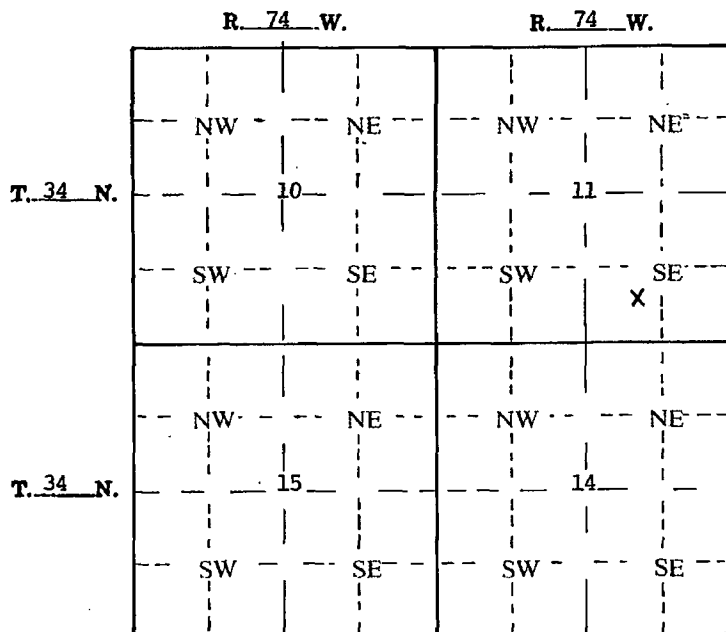 R. 74 W. R. 74 W.
NW NE NW NE
T. 34 N. 10 11
SW SE SW SE
X
NW NE NW NE
T. 34 N. 15 14
SW SE SW SE